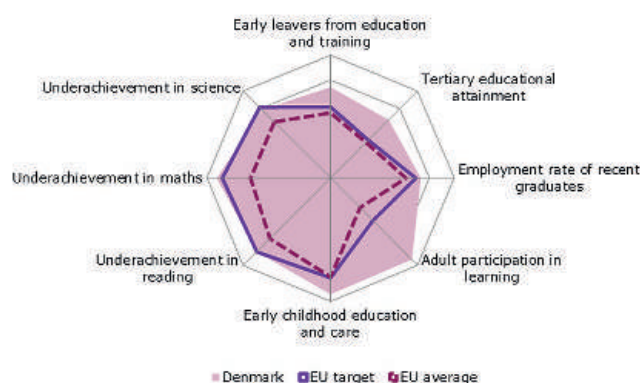 Early leavers from education
and training
Underachievement in science
Tertiary educational
attainment
Underachievement in maths
Employment rate of recent
graduates
Underachievement in
reading
Adult participation in
learning
Early childhood education
and care
Denmark
EU target
EU average